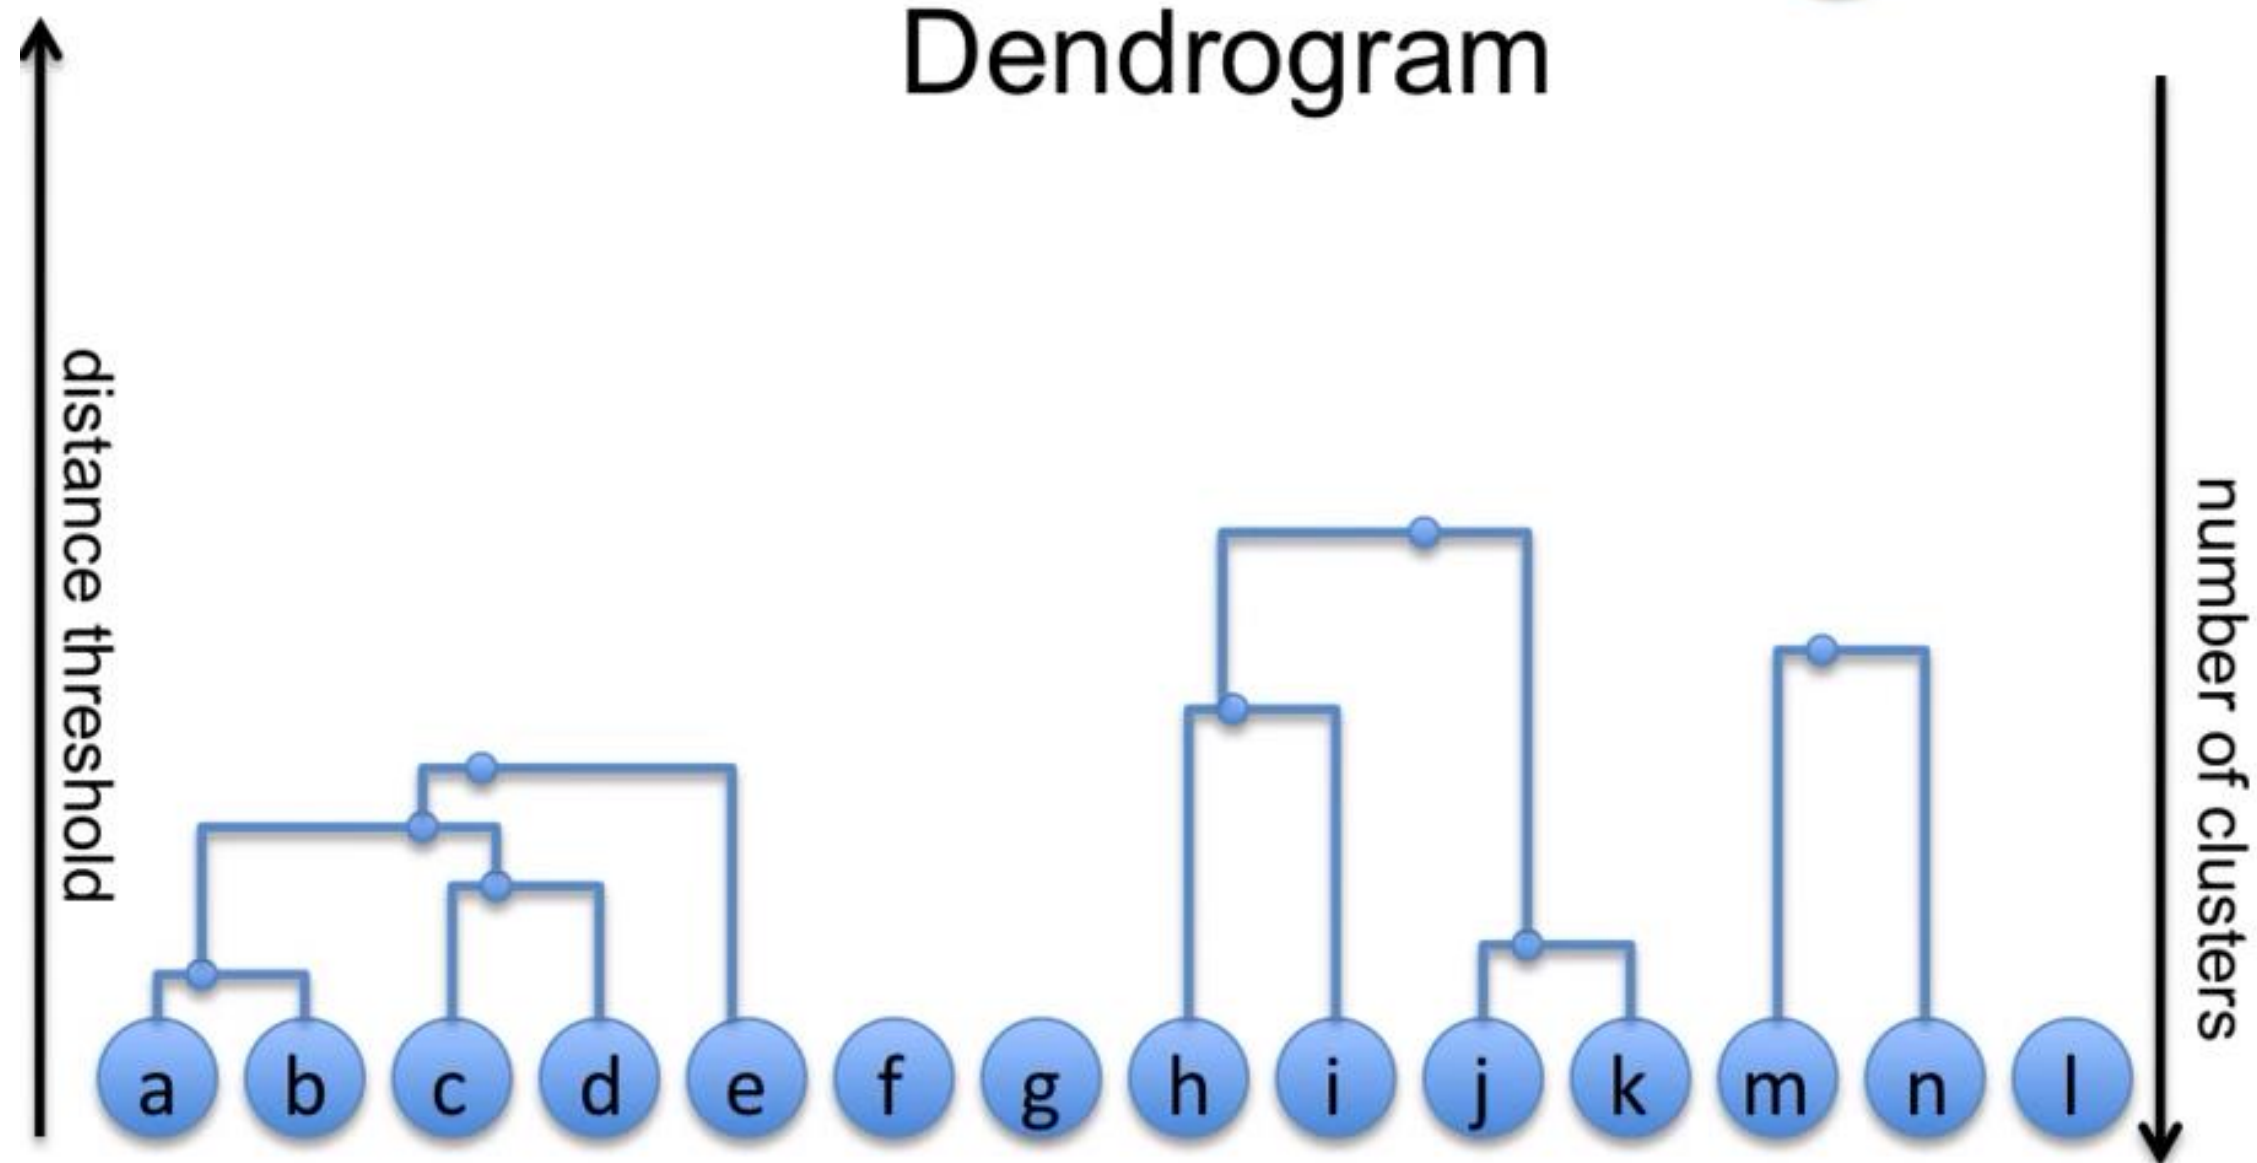 Dendrogram
distance threshold
number of clusters
a b c d e f g h i j k m n l